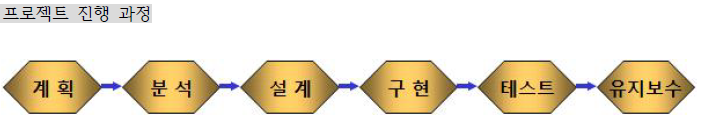 프로젝트 진행 과정
계 획 분 석 설 계 구 현 테스트 유지보수